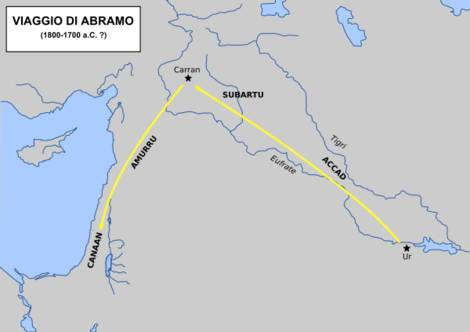 VIAGGIO DI ABRAMO
(1800-1700 a.C. ?)
Carran
SUBARTU
AMURRU
Tigri
Eufrate
ACCAD
CANAAN
Ur